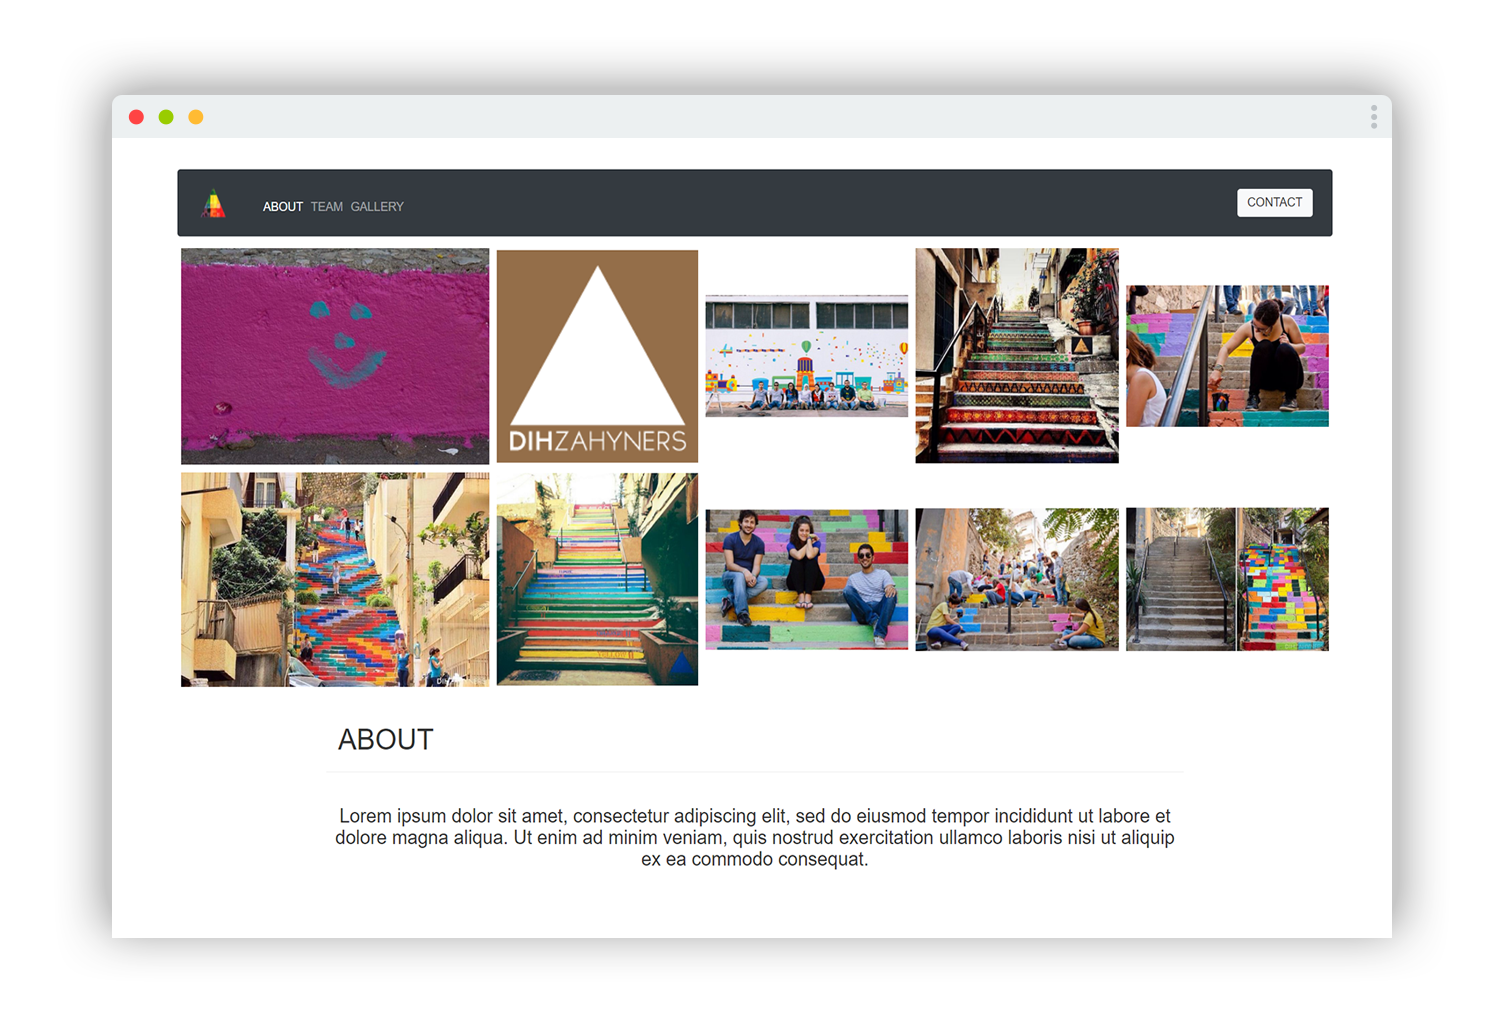 ABOUT TEAM GALLERY
CONTACT
DIHZAHYNERS
ABOUT
Lorem ipsum dolor sit amet, consectetur adipiscing elit, sed do eiusmod tempor incididunt ut labore et
dolore magna aliqua. Ut enim ad minim veniam, quis nostrud exercitation ullamco laboris nisi ut aliquip
ex ea commodo consequat.